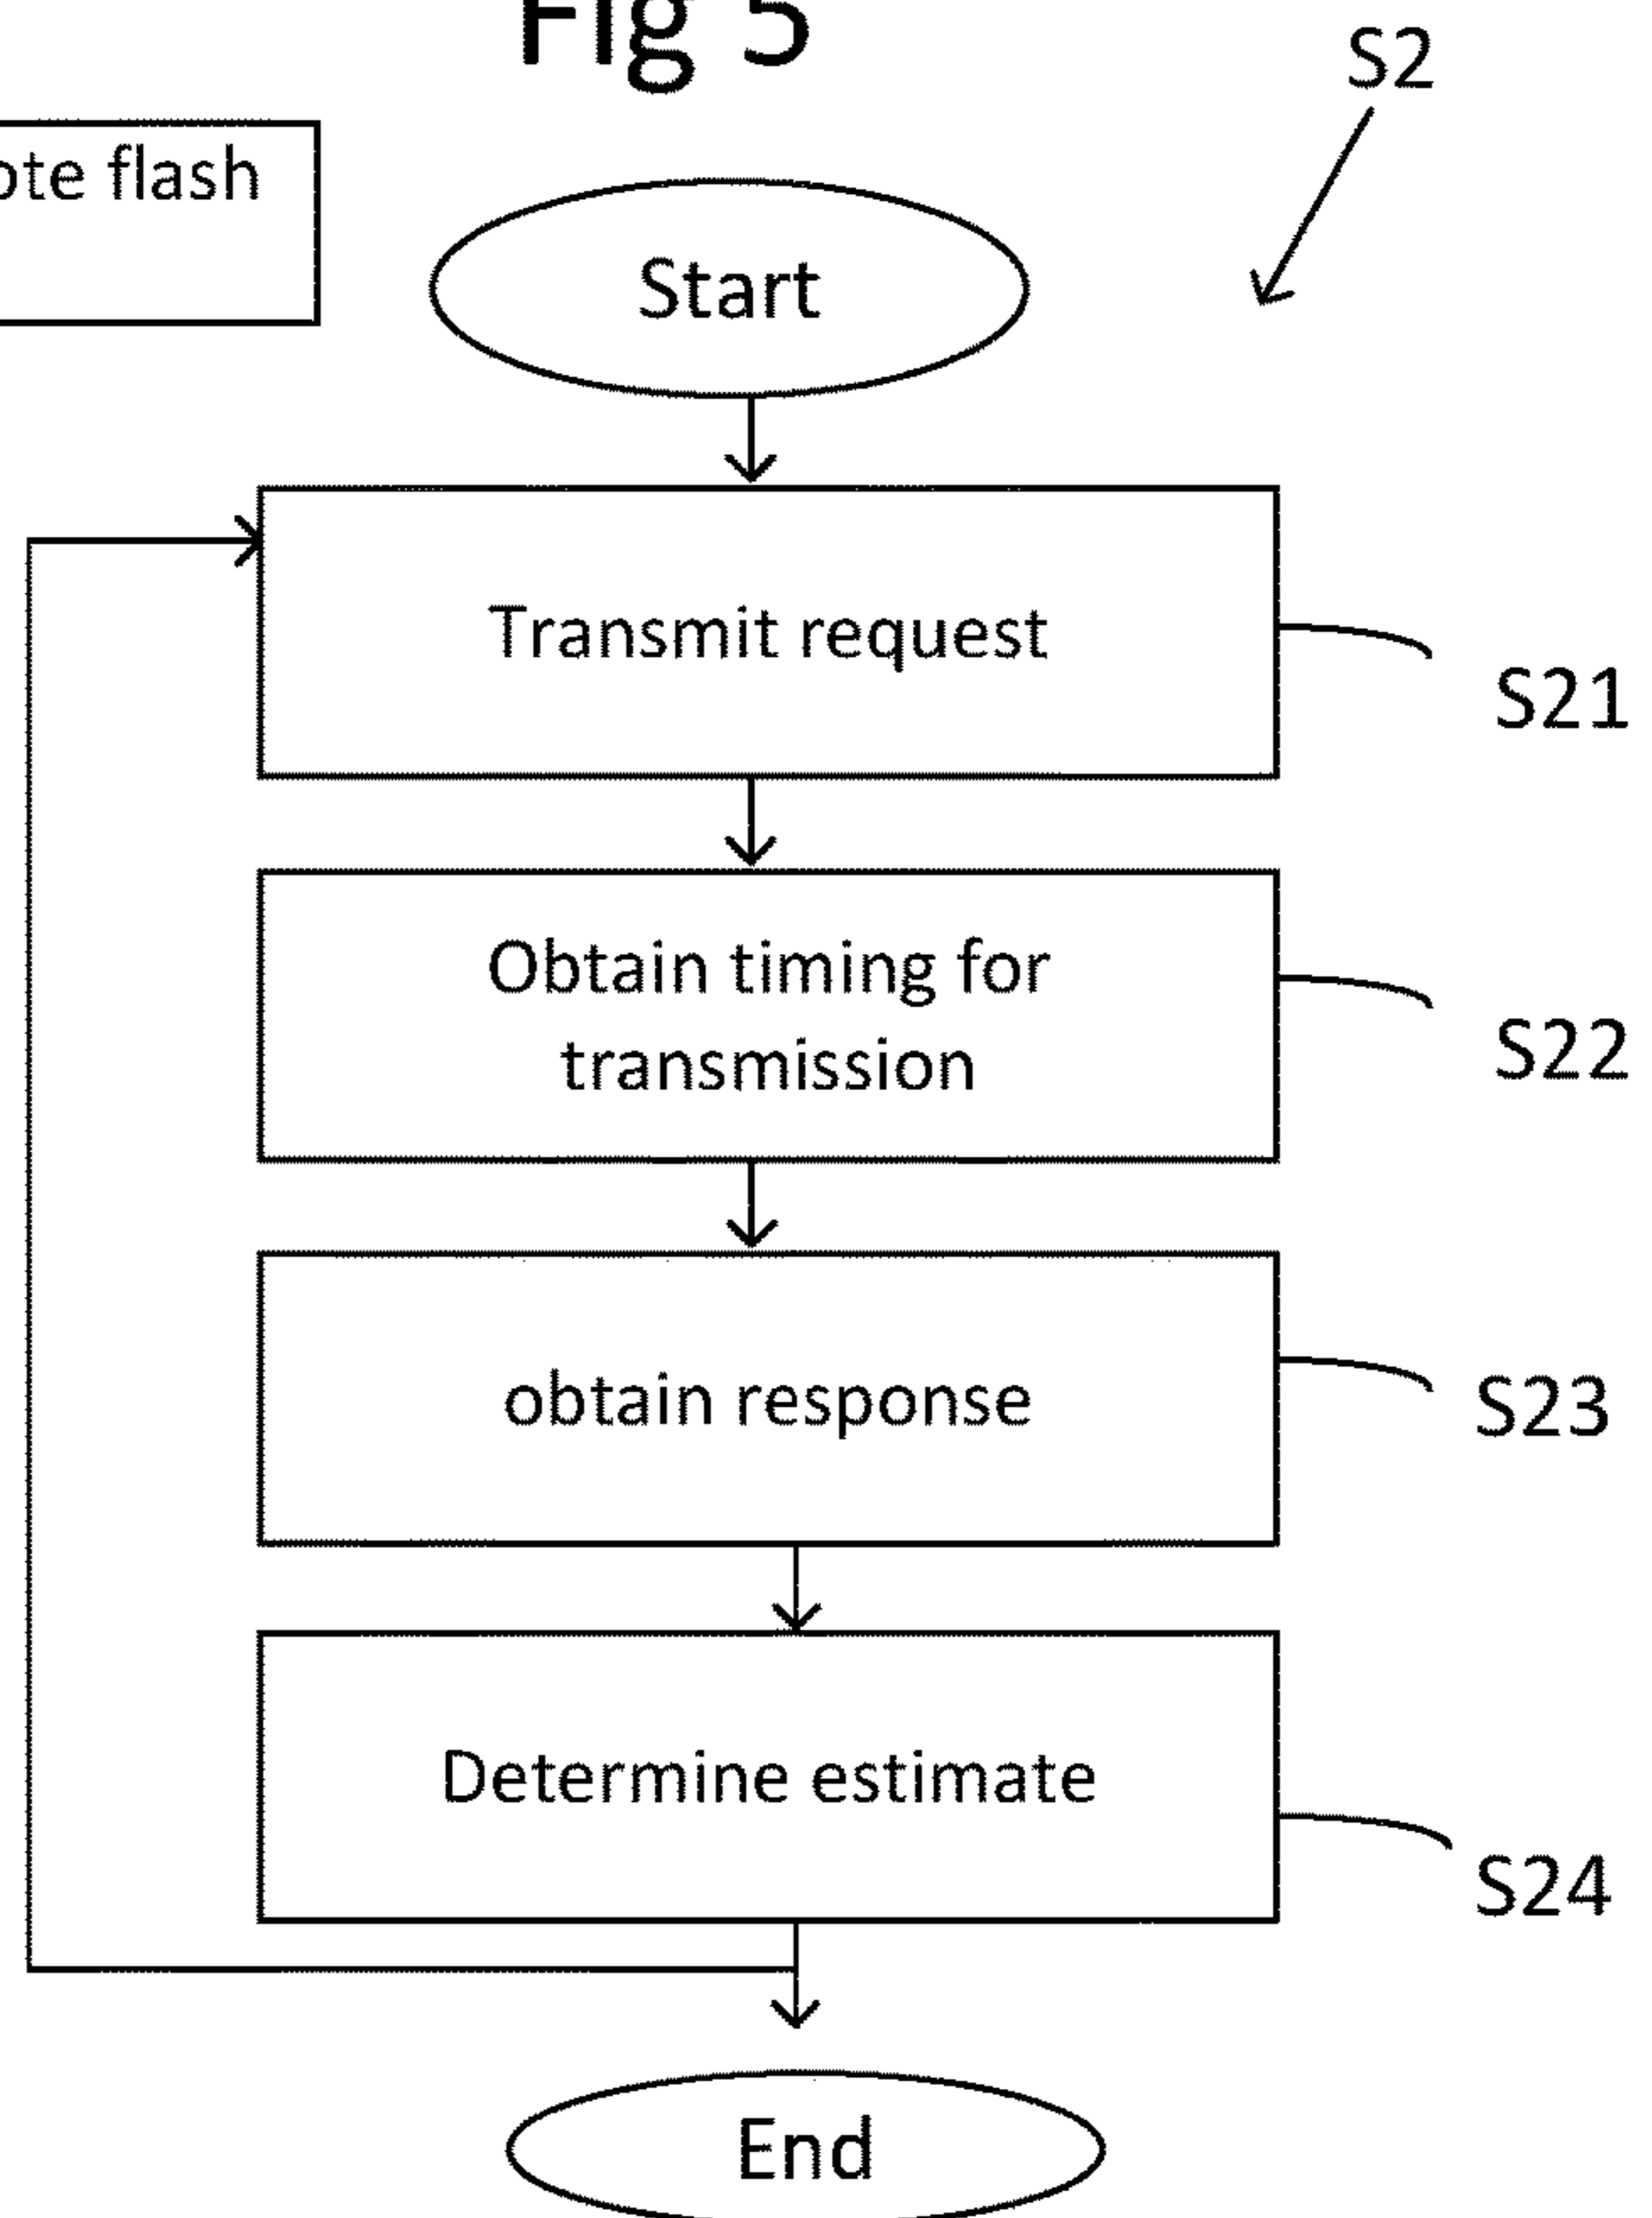 Fig 5
S2
flash
Start
Transmit request
S21
Obtain timing for
transmission
S22
obtain response
S23
Determine estimate
S24
End